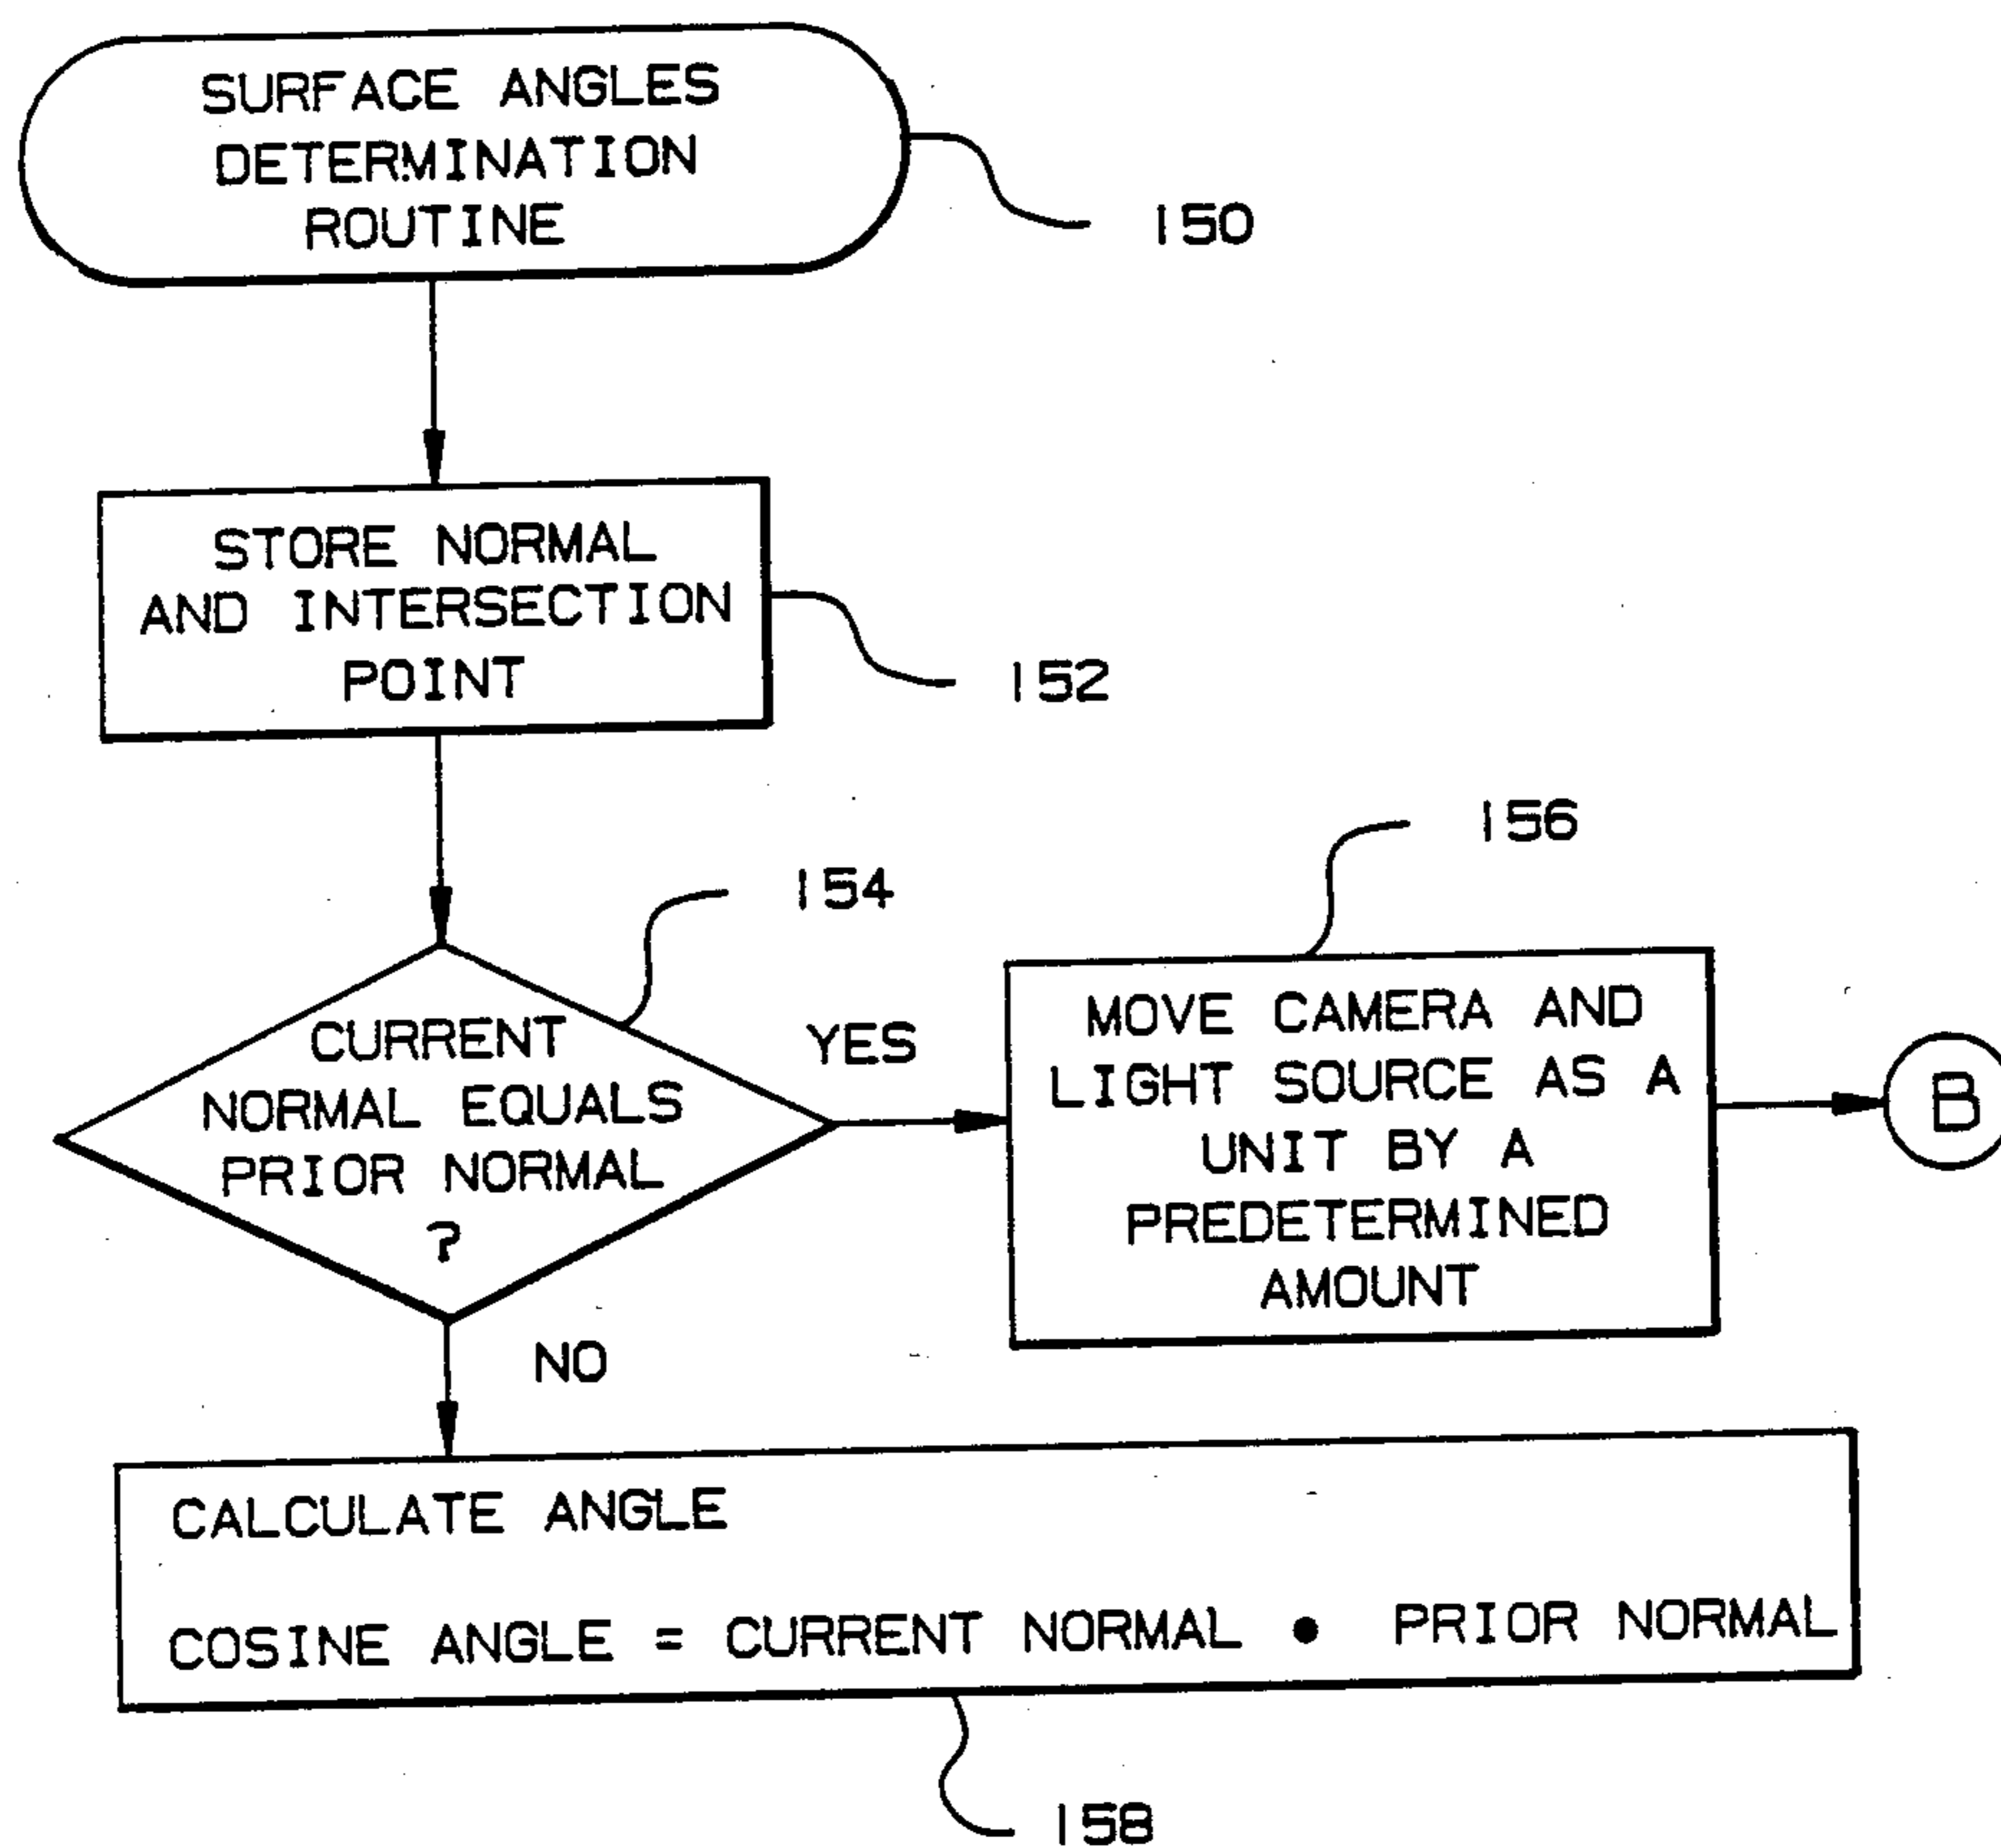 SURFACE ANGLES
DETERMINATION
ROUTINE
150
STORE NORMAL
AND INTERSECTION
POINT
152
154
CURRENT
NORMAL EQUALS
PRIOR NORMAL
?
YES
156
MOVE CAMERA AND
LIGHT SOURCE AS A
UNIT BY A
PREDETERMINED
AMOUNT
B
NO
CALCULATE ANGLE
COSINE ANGLE = CURRENT NORMAL • PRIOR NORMAL
158